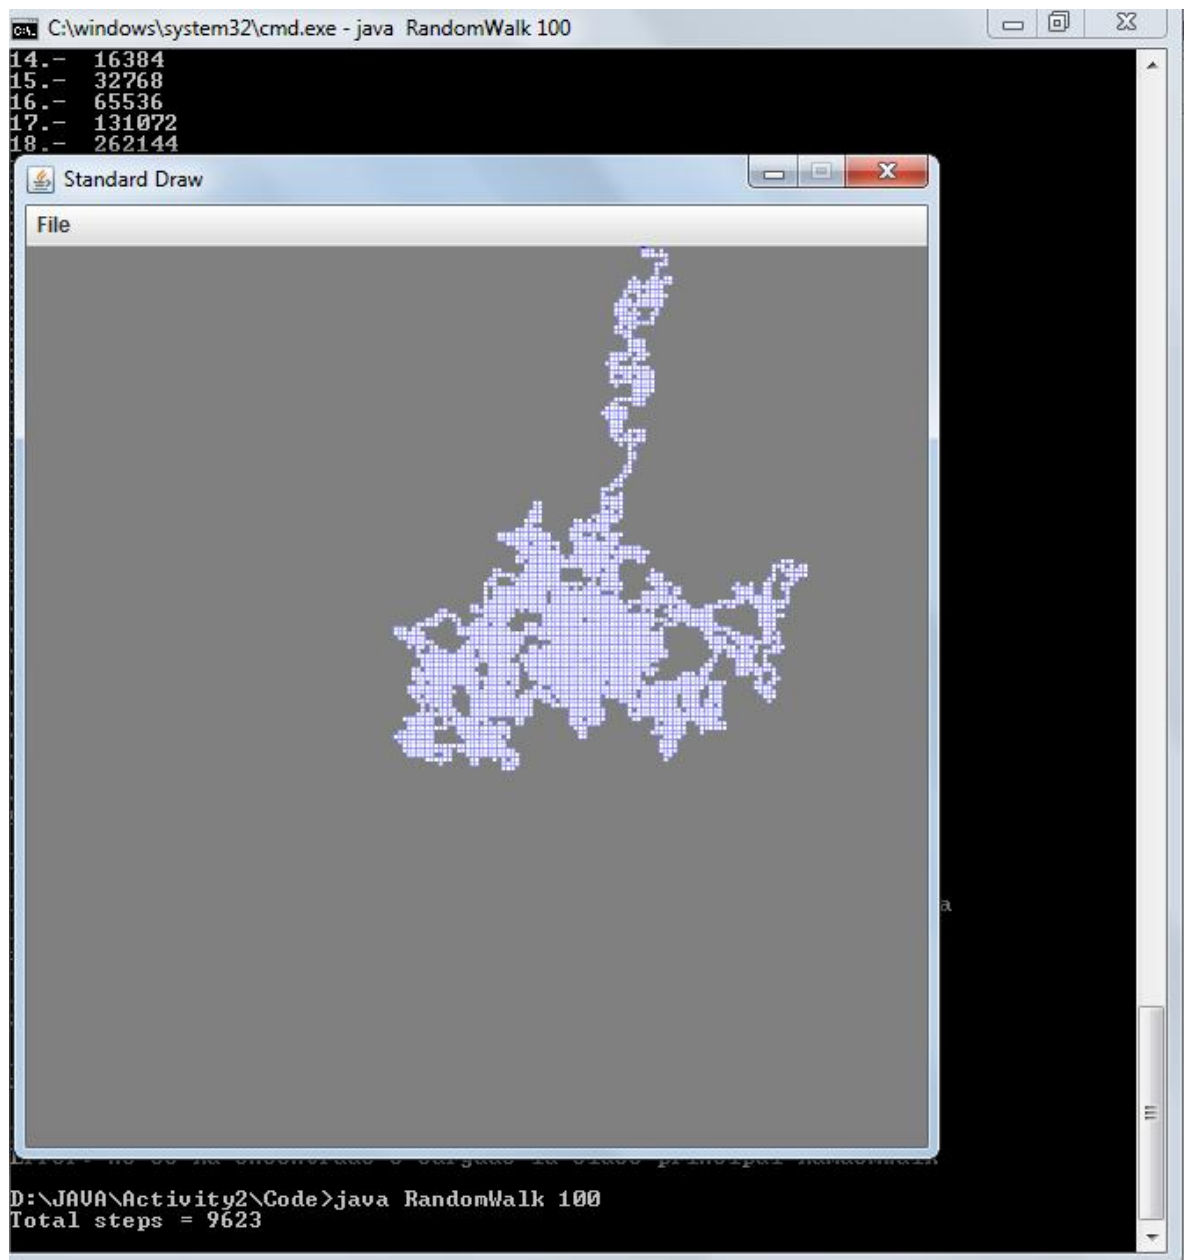 C:\windows\system32\cmd.exe - java RandomWalk 100
14.- 16384
15.- 32768
16.- 65536
17.- 131072
18.- 262144
Standard Draw
File
a
D:\JAVA\Activity2\Code>java RandomWalk 100
Total steps = 9623